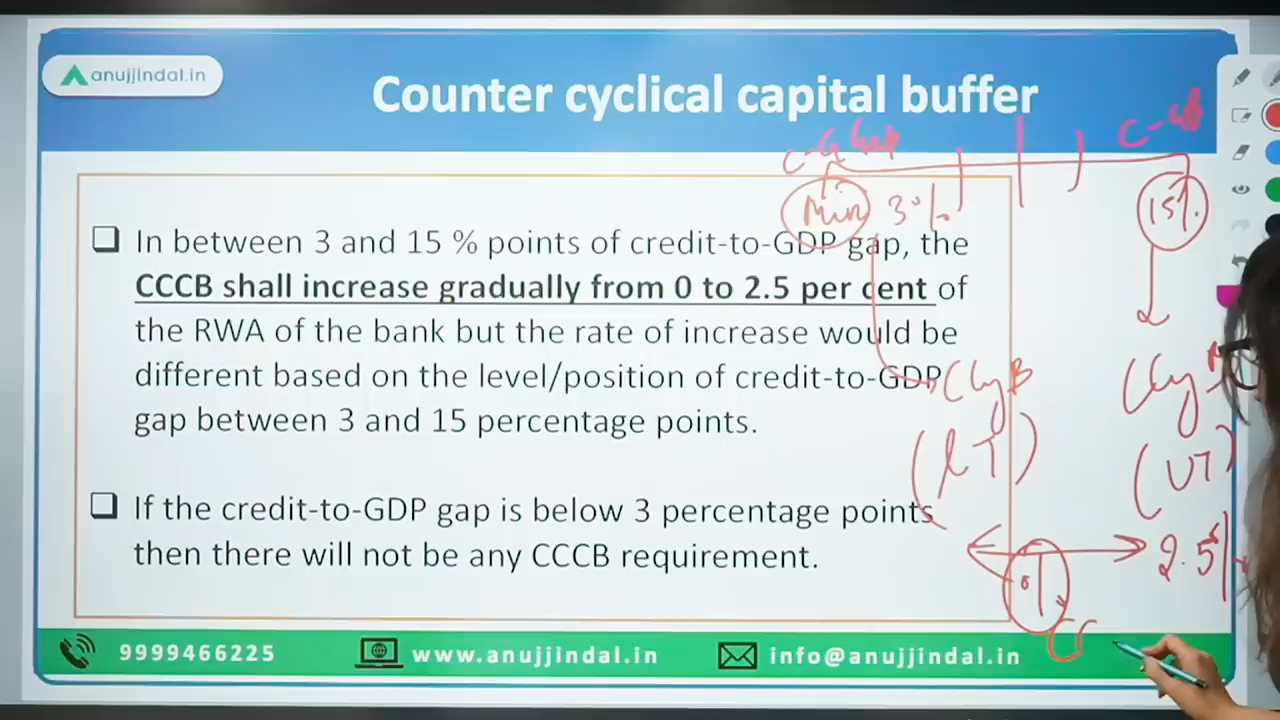 anujjindal.in
Counter cyclical capital buffer
C-G Gap
Min 3%
15%
❑ In between 3 and 15 % points of credit-to-GDP gap, the
CCCB shall increase gradually from 0 to 2.5 per cent of
the RWA of the bank but the rate of increase would be
different based on the level/position of credit-to-GDP
gap between 3 and 15 percentage points.
(LT)
(UT)
❑ If the credit-to-GDP gap is below 3 percentage points
then there will not be any CCCB requirement.
2.5%
9999466225
www.anujjindal.in
info@anujjindal.in